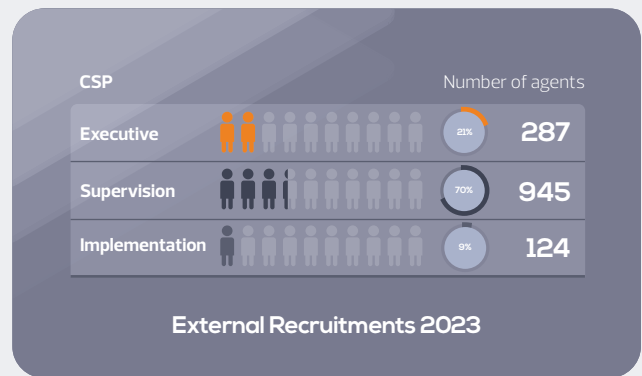 CSP Number of agents
Executive 21% 287
Supervision 70% 945
Implementation 9% 124
External Recruitments 2023